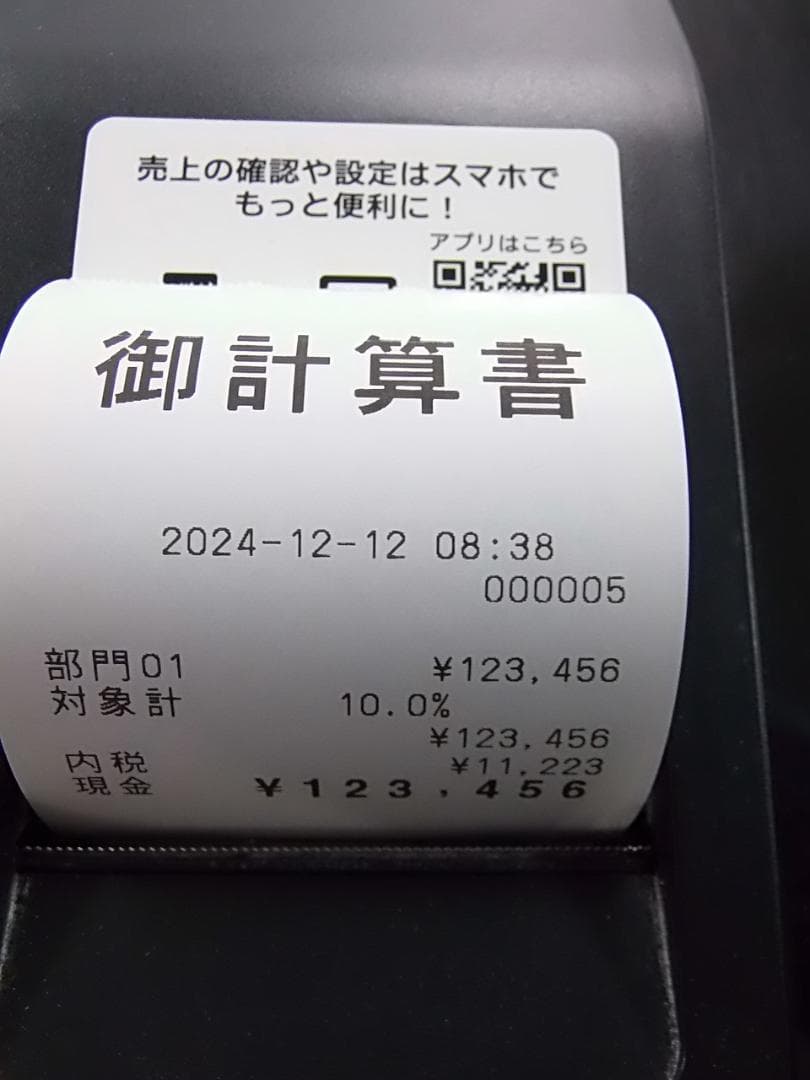 売上の確認や設定はスマホで
もっと便利に！
アプリはこちら
御計算書
2024-12-12 08:38
000005
部門01 ¥123,456
対象計 10.0%
¥123,456
内税 ¥11,223
現金 ¥123,456